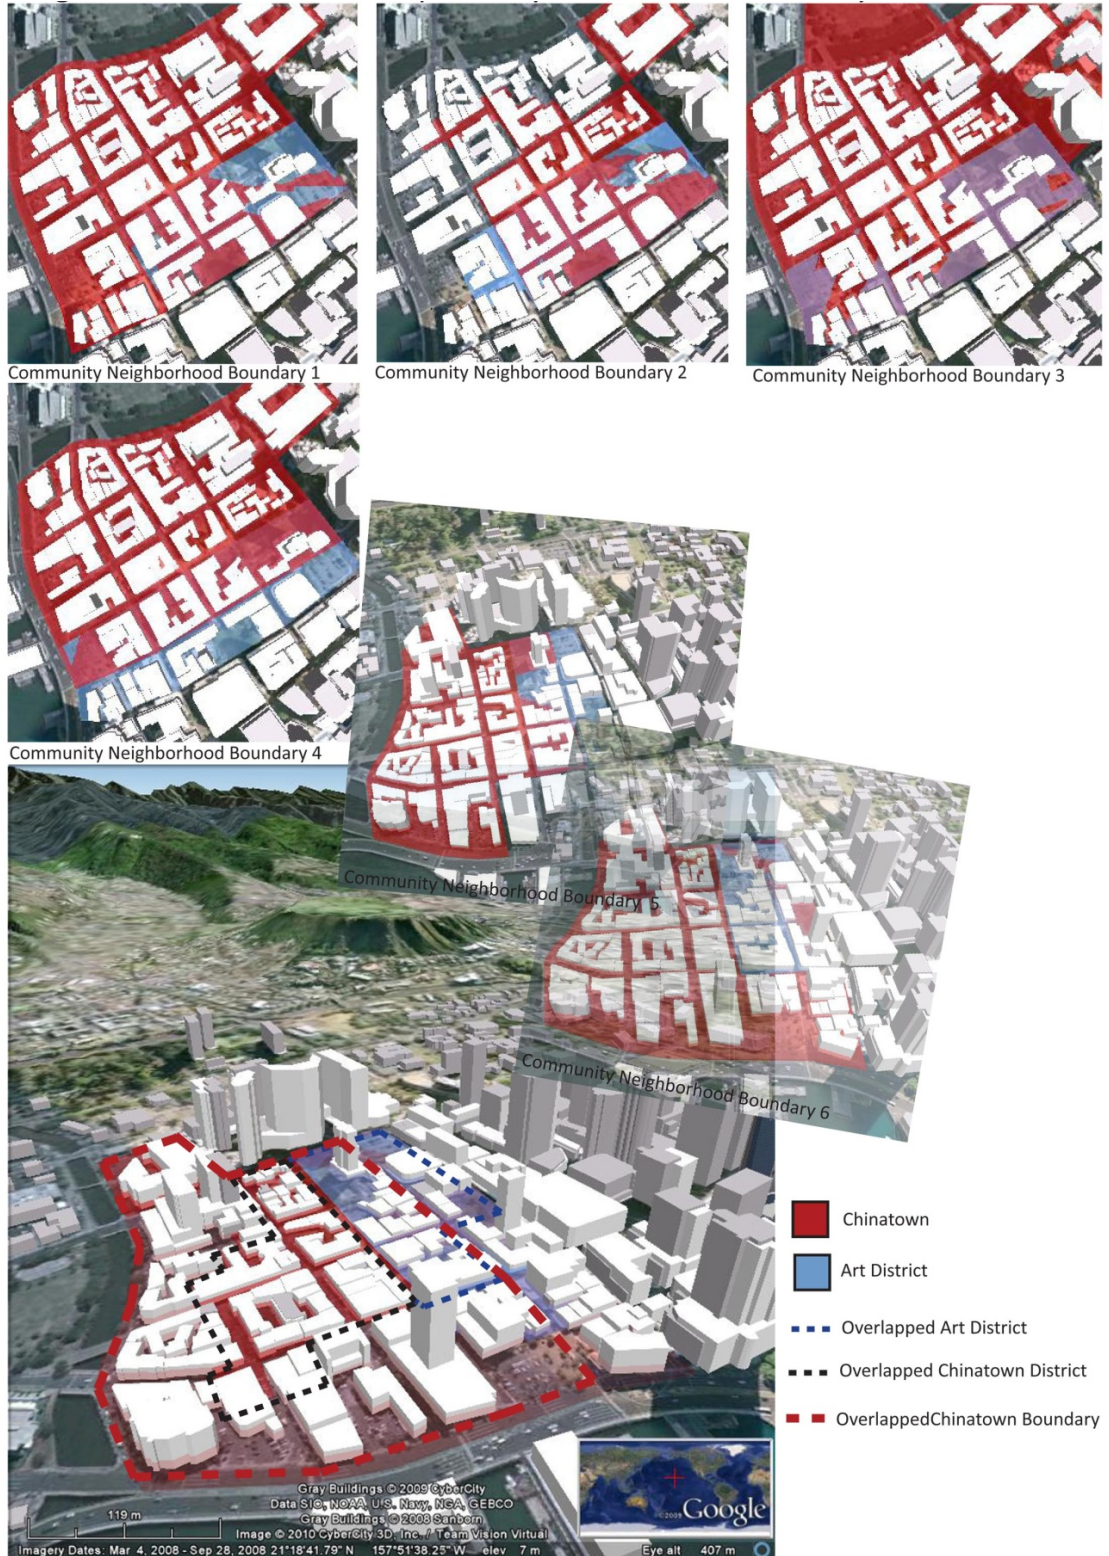 Community Neighborhood Boundary 1
Community Neighborhood Boundary 2
Community Neighborhood Boundary 3
Community Neighborhood Boundary 4
Community Neighborhood Boundary 5
Community Neighborhood Boundary 6
Chinatown
Art District
Overlapped Art District
Overlapped Chinatown District
OverlappedChinatown Boundary
Gray Buildings © 2009 CyberCity
Data SIO, NOAA, U.S. Navy, NGA, GEBCO
Gray Buildings © 2008 Sanborn
Image © 2010 CyberCity 3D, Inc. / Team Vision Virtual
119 m
©2009 Google
Imagery Dates: Mar 4, 2008 - Sep 28, 2008 21°18'41.79" N 157°51'38.25" W elev 7 m Eye alt 407 m